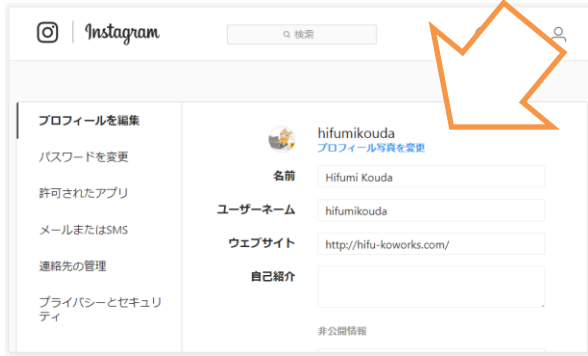 Instagram
検索
プロフィールを編集
パスワードを変更
許可されたアプリ
メールまたはSMS
連絡先の管理
プライバシーとセキュリ
ティ
hifumikouda
プロフィール写真を変更
名前 Hifumi Kouda
ユーザーネーム hifumikouda
ウェブサイト http://hifu-koworks.com/
自己紹介
非公開情報